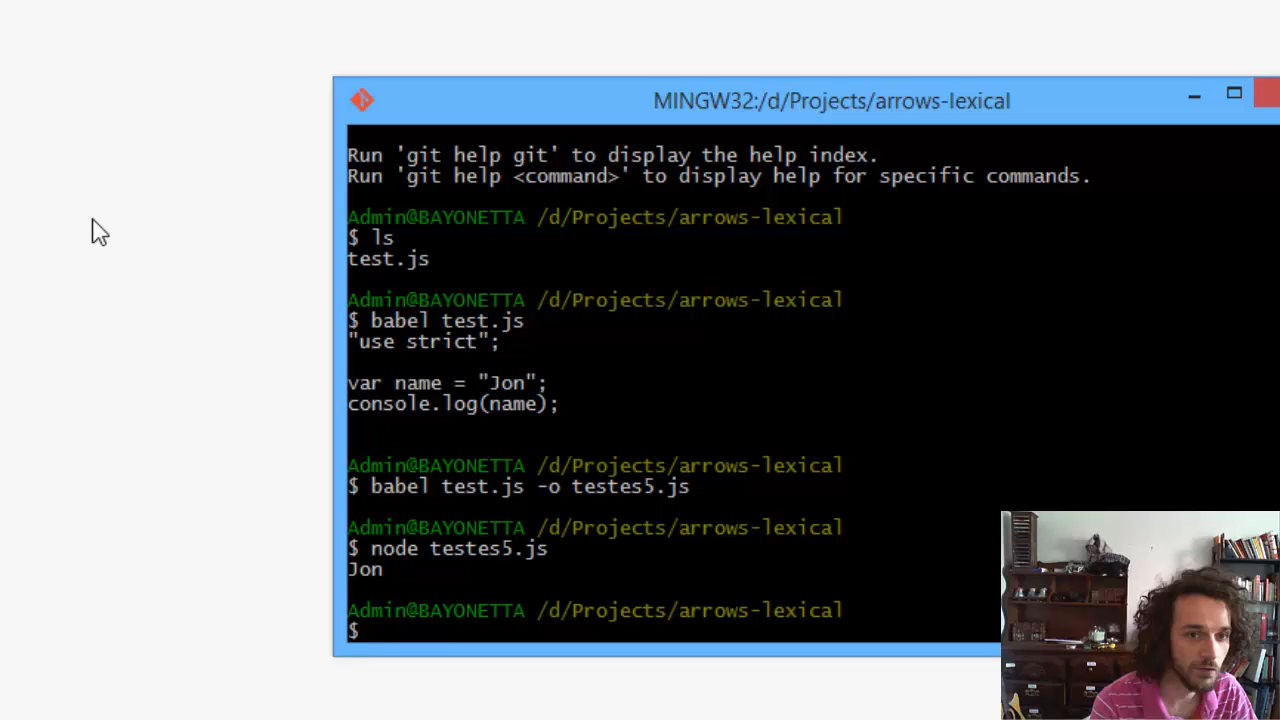 MINGW32:/d/Projects/arrows-lexical
Run 'git help git' to display the help index.
Run 'git help <command>' to display help for specific commands.
Admin@BAYONETTA /d/Projects/arrows-lexical
$ ls
test.js
Admin@BAYONETTA /d/Projects/arrows-lexical
$ babel test.js
"use strict";
var name = "Jon";
console.log(name);
Admin@BAYONETTA /d/Projects/arrows-lexical
$ babel test.js -o testes5.js
Admin@BAYONETTA /d/Projects/arrows-lexical
$ node testes5.js
Jon
Admin@BAYONETTA /d/Projects/arrows-lexical
$